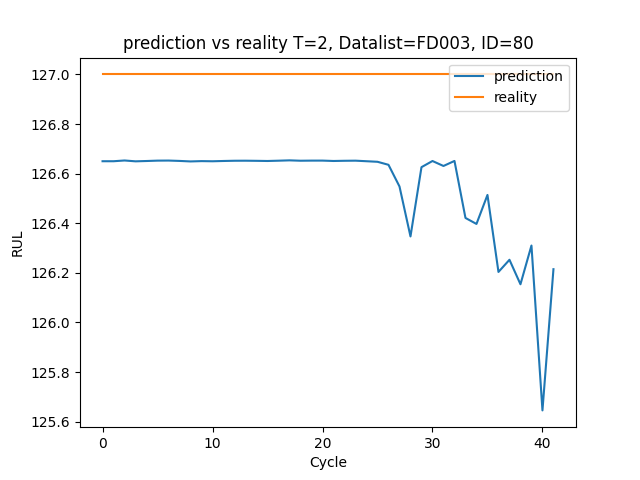 prediction vs reality T=2, Datalist=FD003, ID=80
127.0
126.8
126.6
126.4
126.2
126.0
125.8
125.6
RUL
prediction
reality
0 10 20 30 40
Cycle